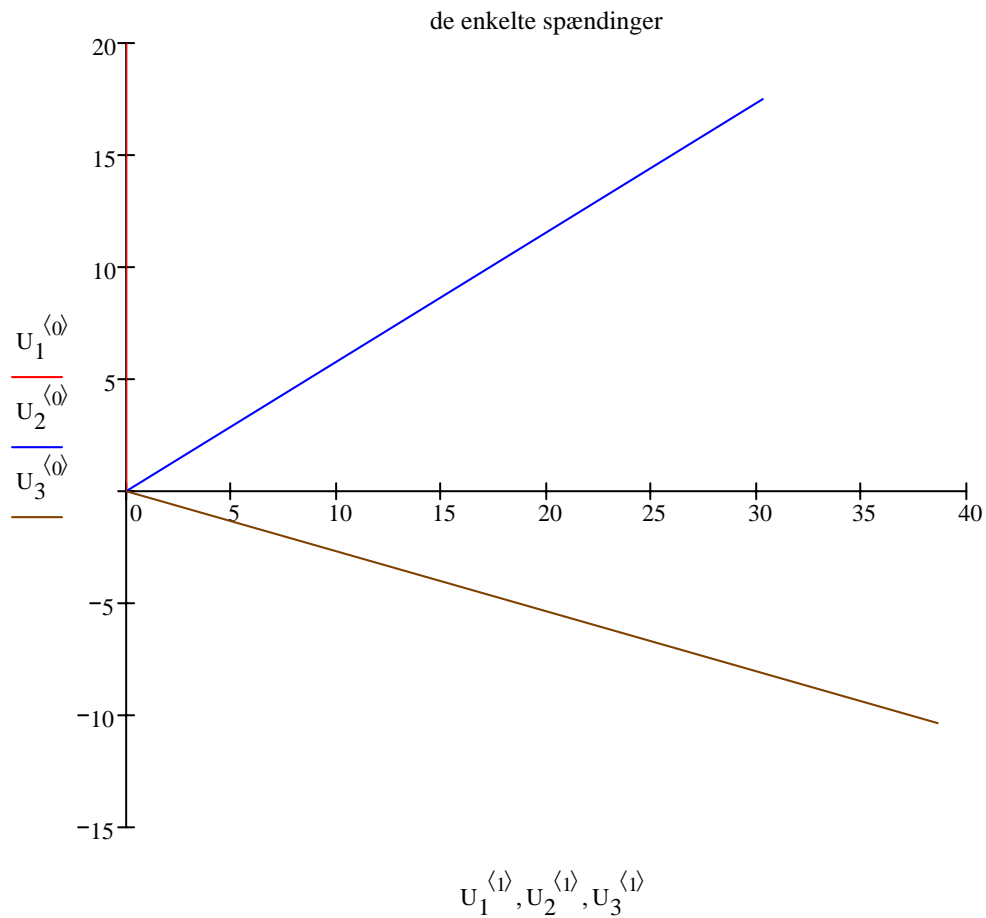 de enkelte spændinger
20
15
10
5
−5
−10
−15
0 5 10 15 20 25 30 35 40
U₁⟨0⟩
U₂⟨0⟩
U₃⟨0⟩
U₁⟨1⟩, U₂⟨1⟩, U₃⟨1⟩